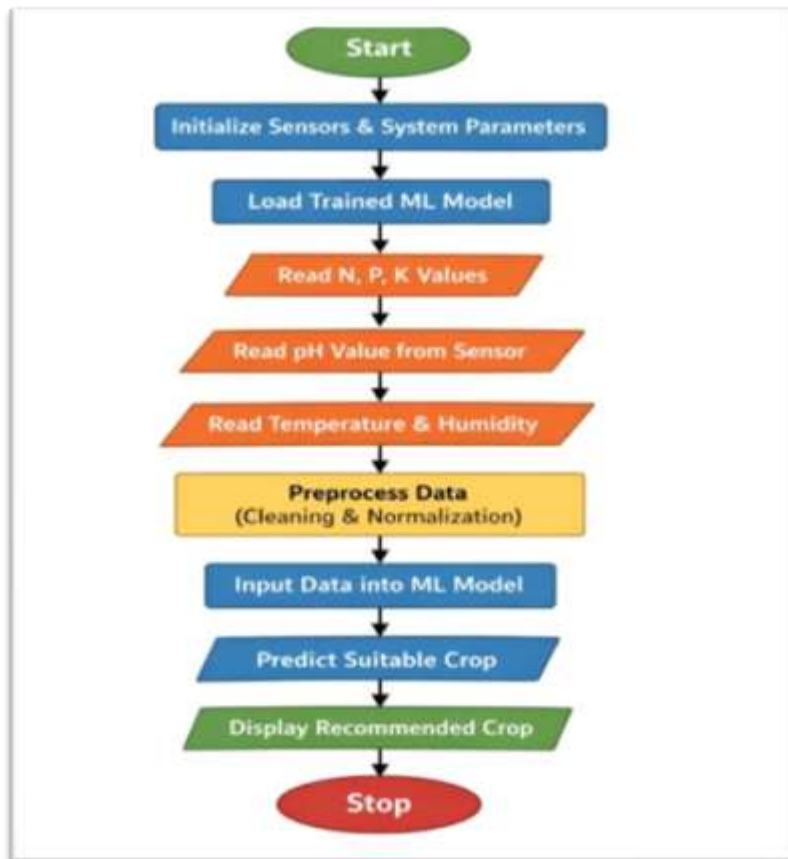 Start
Initialize Sensors & System Parameters
Load Trained ML Model
Read N, P, K Values
Read pH Value from Sensor
Read Temperature & Humidity
Preprocess Data
(Cleaning & Normalization)
Input Data into ML Model
Predict Suitable Crop
Display Recommended Crop
Stop